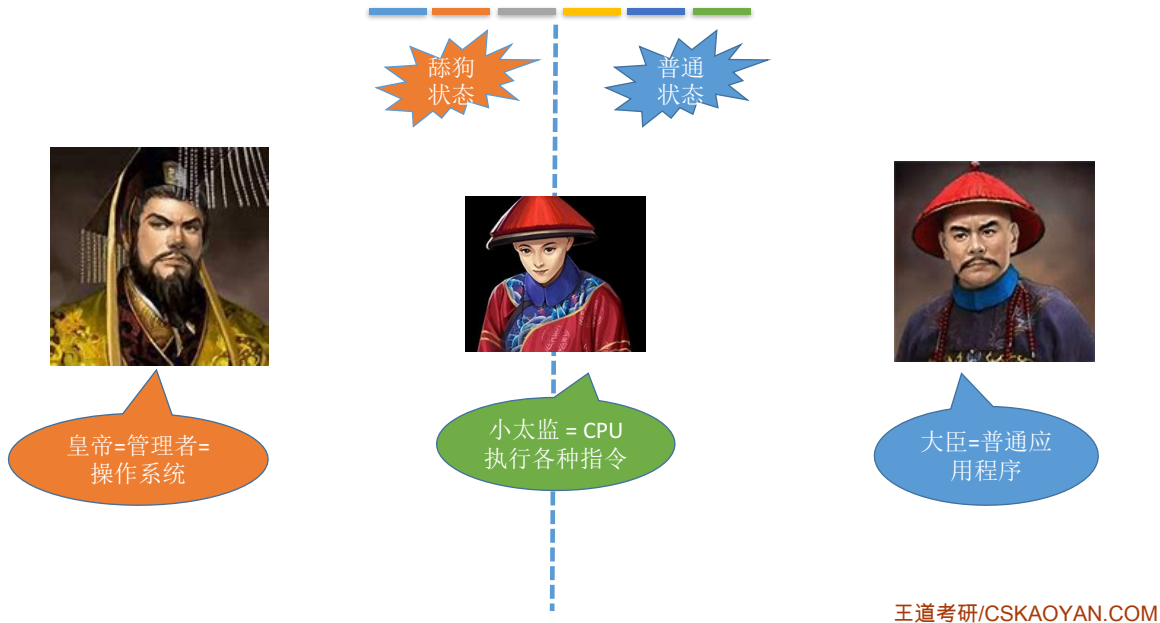 舔狗
状态
普通
状态
皇帝=管理者=
操作系统
小太监 = CPU
执行各种指令
大臣=普通应
用程序
王道考研/CSKAOYAN.COM